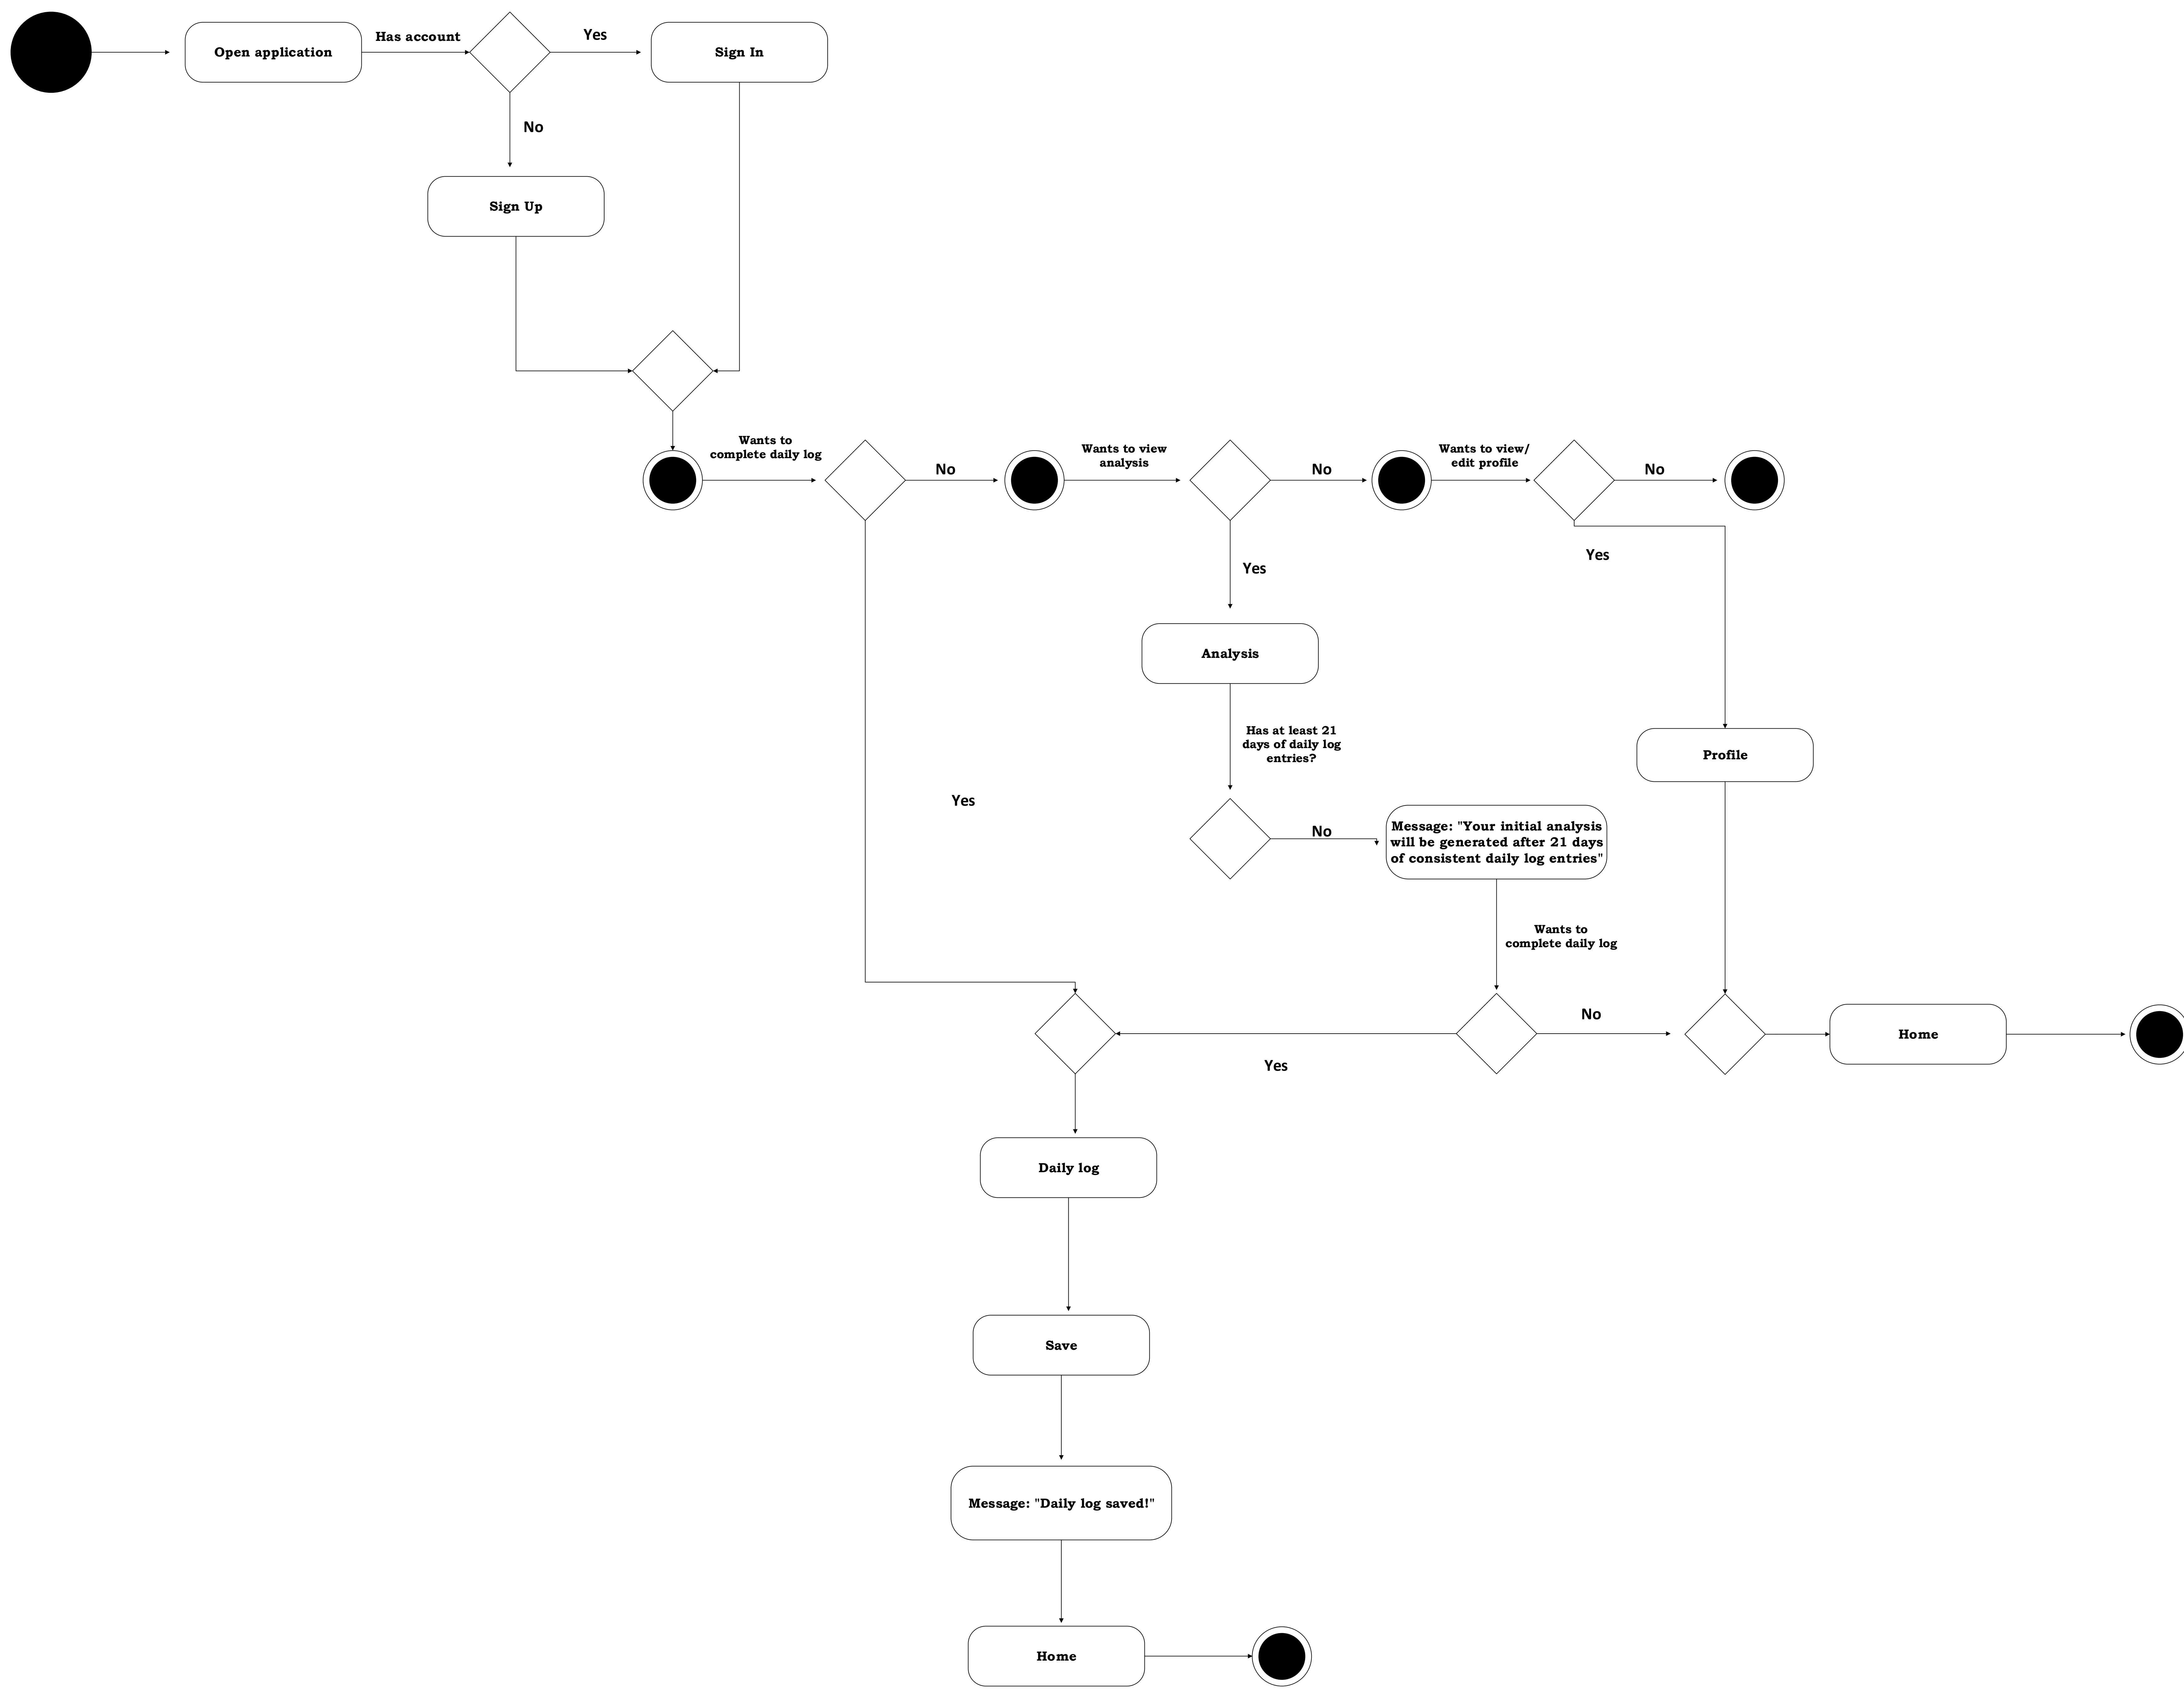 Open application
Has account
Yes
Sign In
No
Sign Up
Wants to
complete daily log
No
Wants to view
analysis
No
Wants to view/
edit profile
No
Yes
Yes
Analysis
Has at least 21
days of daily log
entries?
Profile
Yes
No
Message: "Your initial analysis
will be generated after 21 days
of consistent daily log entries"
Wants to
complete daily log
No
Home
Yes
Daily log
Save
Message: "Daily log saved!"
Home